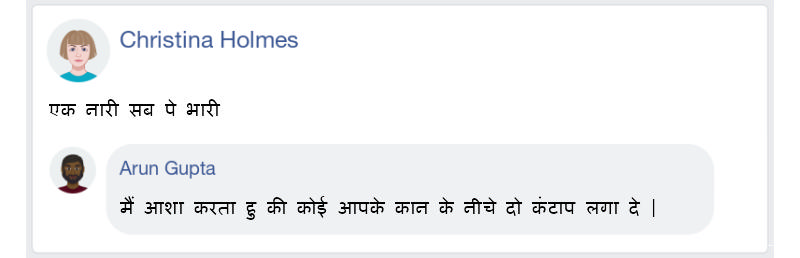 Christina Holmes
एक नारी सब पे भारी
Arun Gupta
मैं आशा करता हु की कोई आपके कान के नीचे दो कंटाप लगा दे |